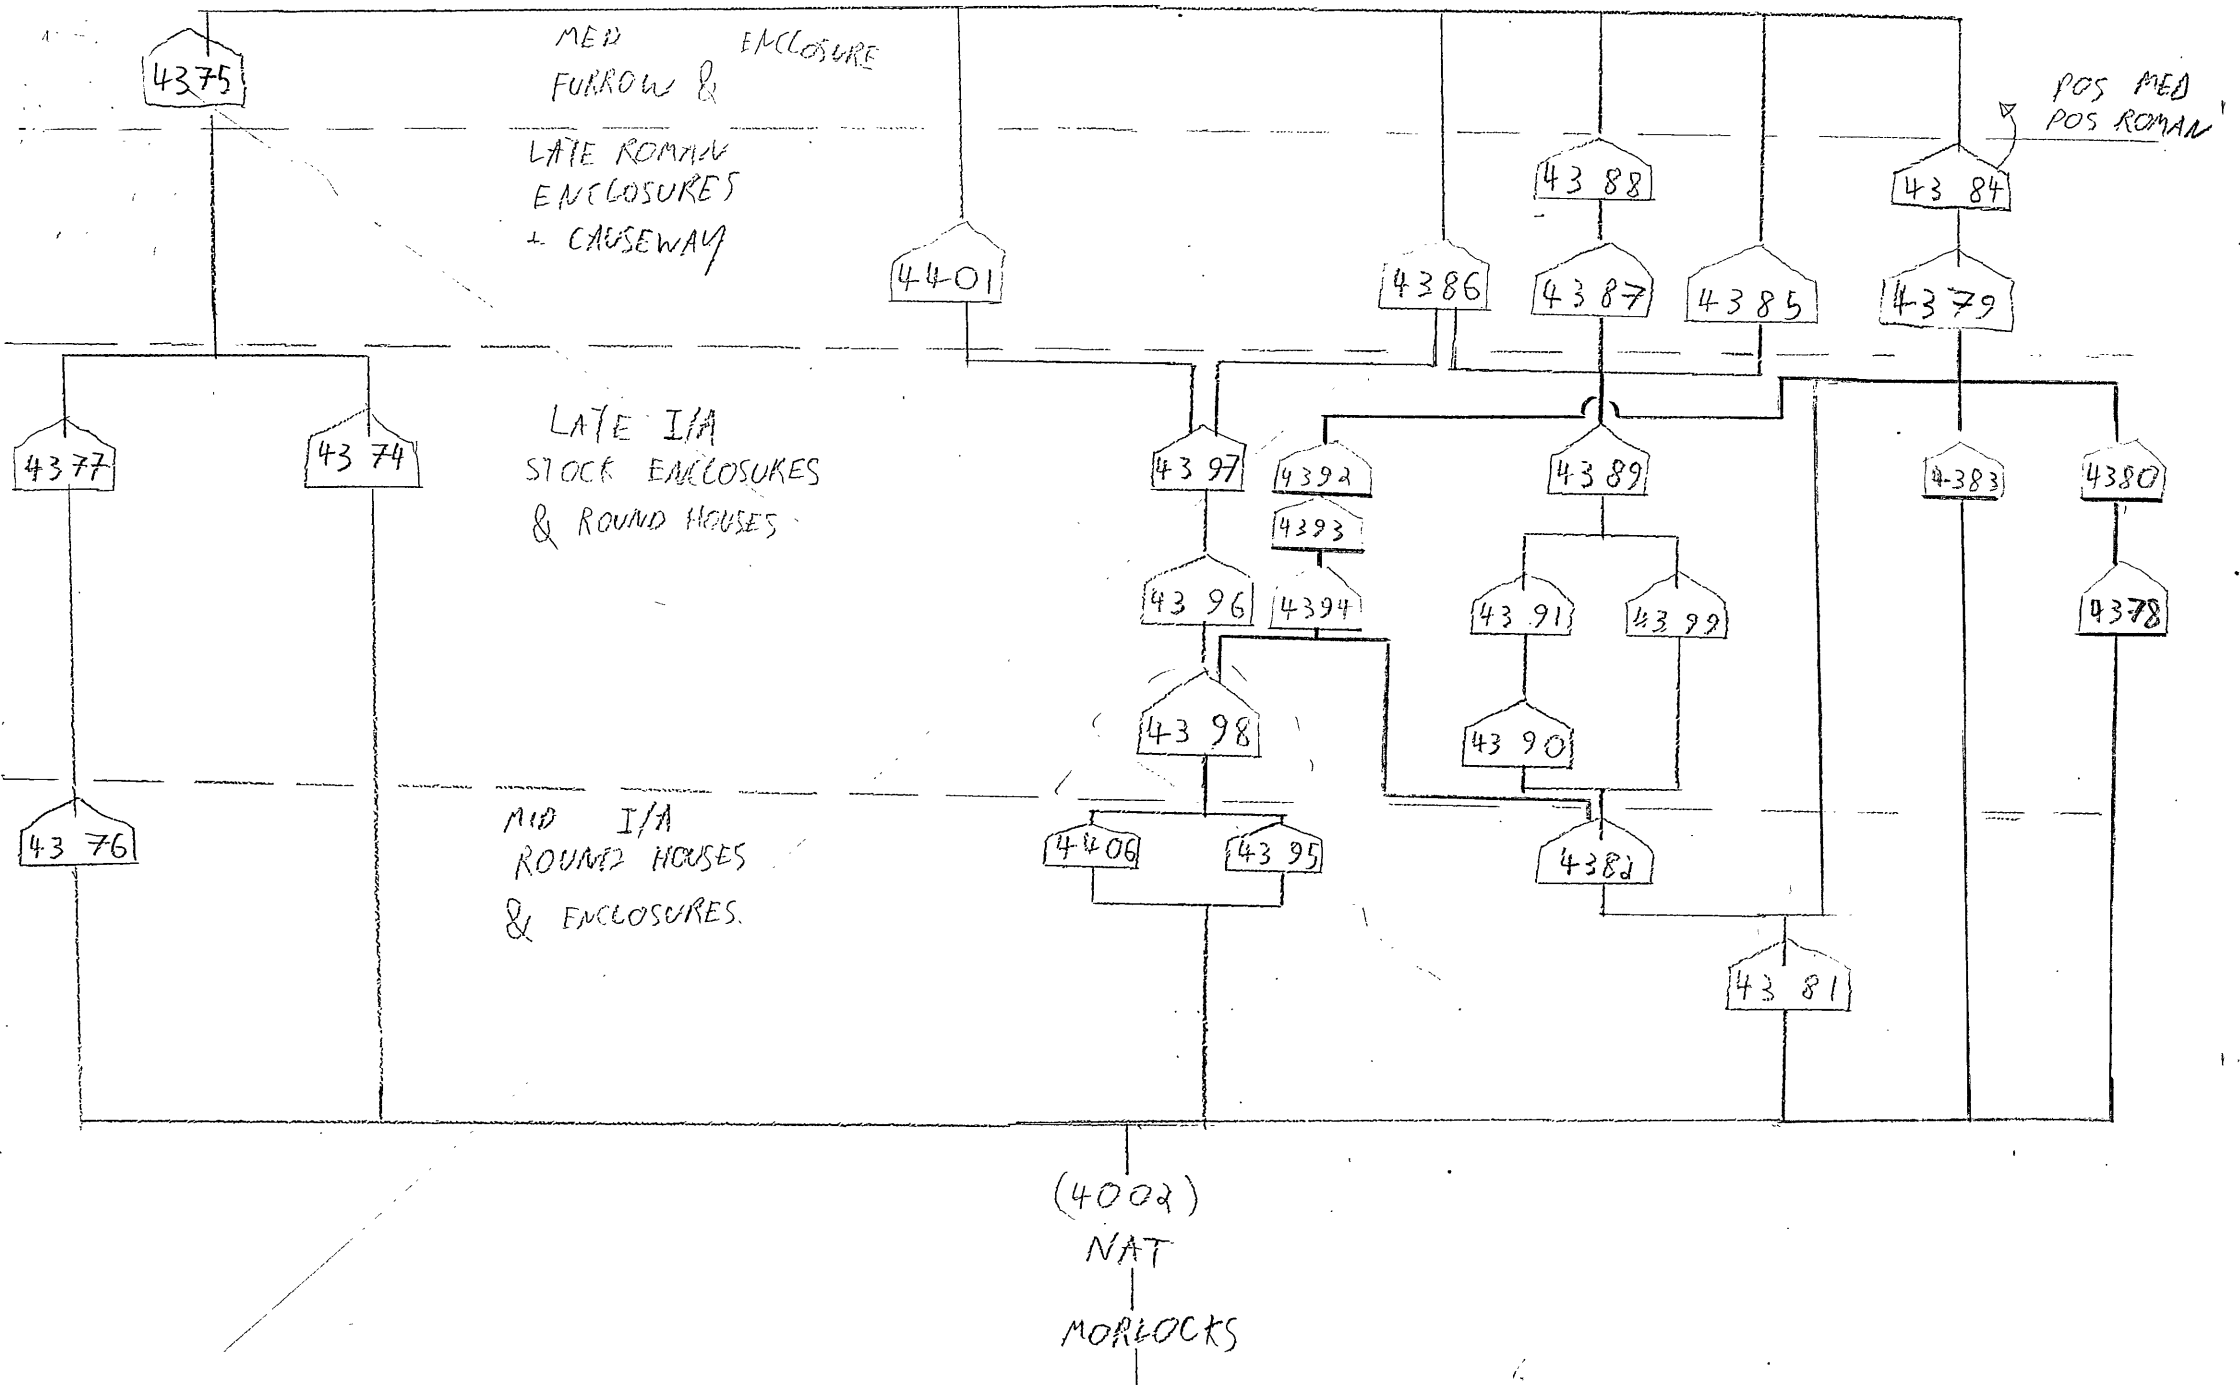 MED ENCLOSURE
FURROW &
4375
POS MED
POS ROMAN
LATE ROMAN
ENCLOSURES
+ CAUSEWAY
4388
4384
4401
4386
4387
4385
4379
LATE I/A
STOCK ENCLOSURES
& ROUND HOUSES
4377
4374
4397
4392
4389
4383
4380
4393
4396
4394
4391
4399
4378
4398
4390
MID I/A
ROUND HOUSES
& ENCLOSURES.
4376
4406
4395
4382
4381
(4002)
NAT
MORLOCKS